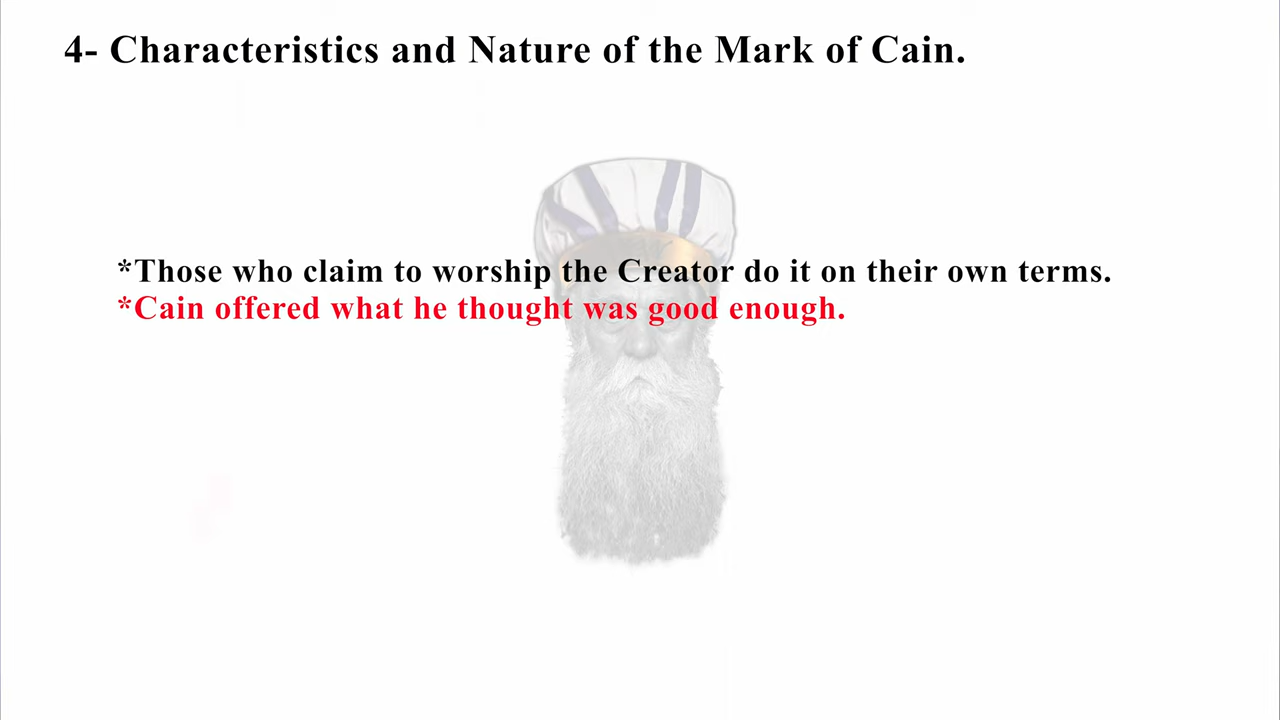 4- Characteristics and Nature of the Mark of Cain.
*Those who claim to worship the Creator do it on their own terms.
*Cain offered what he thought was good enough.